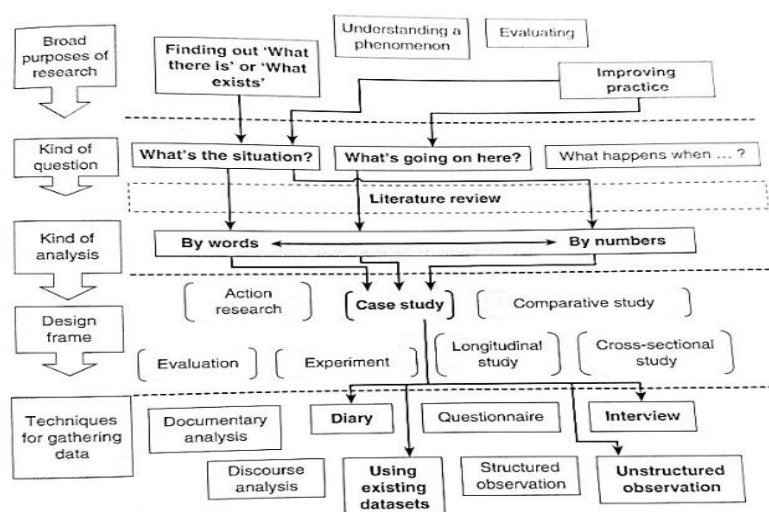 Broad
purposes of
research
Finding out ‘What
there is’ or ‘What
exists’
Understanding a
phenomenon
Evaluating
Improving
practice
Kind of
question
What's the situation?
What's going on here?
What happens when ... ?
Literature review
Kind of
analysis
By words
By numbers
Design
frame
Action
research
Case study
Comparative study
Evaluation
Experiment
Longitudinal
study
Cross-sectional
study
Techniques
for gathering
data
Documentary
analysis
Diary
Questionnaire
Interview
Discourse
analysis
Using
existing
datasets
Structured
observation
Unstructured
observation